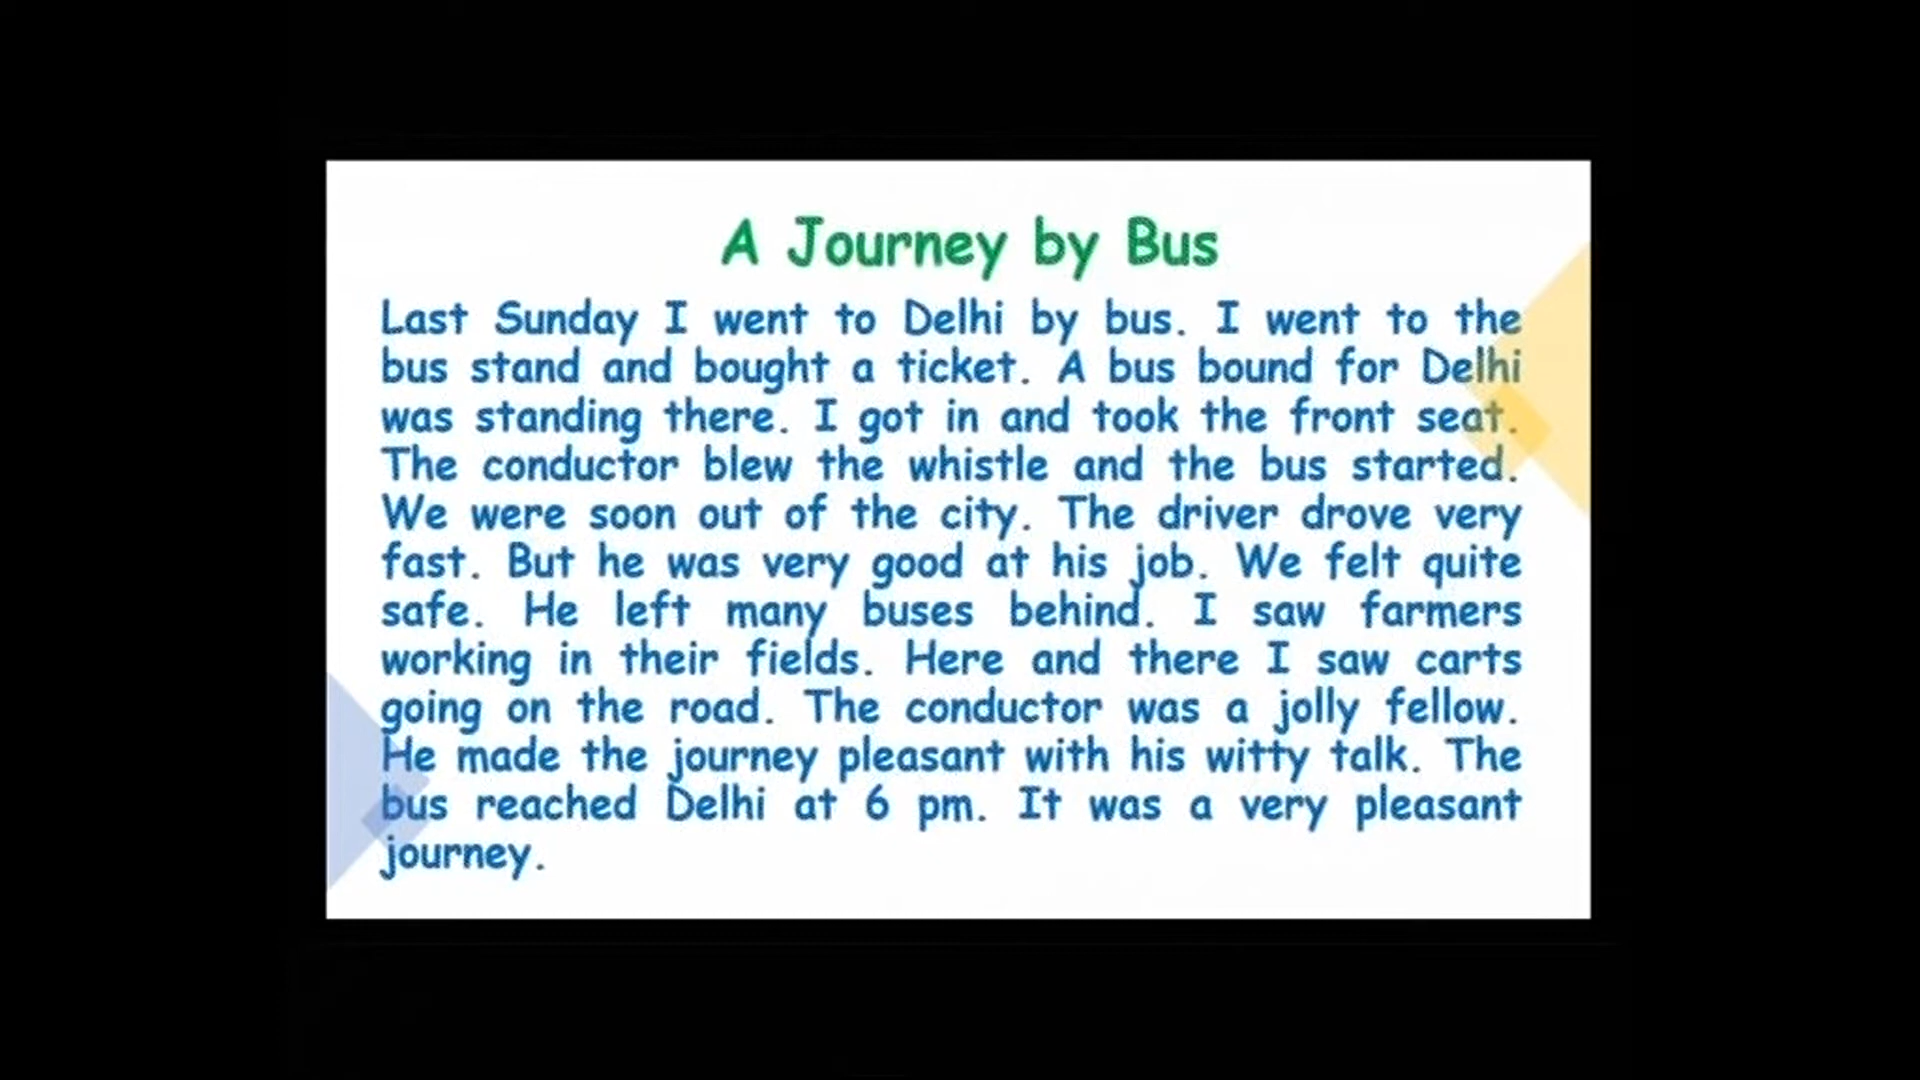 A Journey by Bus
Last Sunday I went to Delhi by bus. I went to the
bus stand and bought a ticket. A bus bound for Delhi
was standing there. I got in and took the front seat.
The conductor blew the whistle and the bus started.
We were soon out of the city. The driver drove very
fast. But he was very good at his job. We felt quite
safe. He left many buses behind. I saw farmers
working in their fields. Here and there I saw carts
going on the road. The conductor was a jolly fellow.
He made the journey pleasant with his witty talk. The
bus reached Delhi at 6 pm. It was a very pleasant
journey.